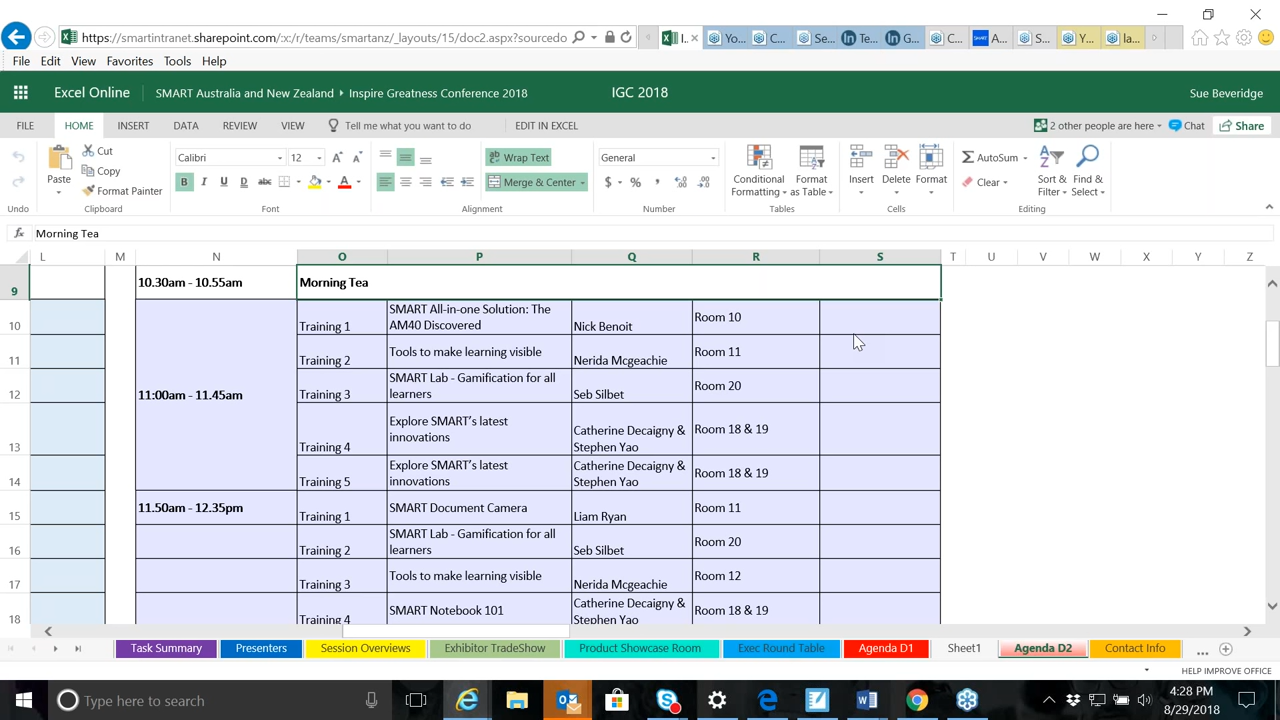 https://smartintranet.sharepoint.com/:x:/r/teams/smartanz/_layouts/15/doc2.aspx?sourcedo
I...
Yo...
C...
Se...
Te...
G...
C...
SMART
A...
S...
Y...
la...
File Edit View Favorites Tools Help
Excel Online SMART Australia and New Zealand Inspire Greatness Conference 2018 IGC 2018 Sue Beveridge
FILE HOME INSERT DATA REVIEW VIEW Tell me what you want to do EDIT IN EXCEL 2 other people are here Chat Share
Cut
Copy
Format Painter
Paste
Calibri 12
B I U D abc A
Wrap Text
Merge & Center
General
$ % , .00
Conditional Formatting
Format as Table
Insert Delete Format
AutoSum
Clear
Sort & Filter
Find & Select
Undo Clipboard Font Alignment Number Tables Cells Editing
fx Morning Tea
L M N O P Q R S T U V W X Y Z
9 10.30am - 10.55am Morning Tea
10 Training 1 SMART All-in-one Solution: The AM40 Discovered Nick Benoit Room 10
11 Training 2 Tools to make learning visible Nerida Mcgeachie Room 11
11:00am - 11.45am
12 Training 3 SMART Lab - Gamification for all learners Seb Silbet Room 20
13 Training 4 Explore SMART's latest innovations Catherine Decaigny & Stephen Yao Room 18 & 19
14 Training 5 Explore SMART's latest innovations Catherine Decaigny & Stephen Yao Room 18 & 19
15 11.50am - 12.35pm Training 1 SMART Document Camera Liam Ryan Room 11
16 Training 2 SMART Lab - Gamification for all learners Seb Silbet Room 20
17 Training 3 Tools to make learning visible Nerida Mcgeachie Room 12
18 Training 4 SMART Notebook 101 Catherine Decaigny & Stephen Yao Room 18 & 19
Task Summary Presenters Session Overviews Exhibitor TradeShow Product Showcase Room Exec Round Table Agenda D1 Sheet1 Agenda D2 Contact Info ...
HELP IMPROVE OFFICE
Type here to search
4:28 PM
8/29/2018